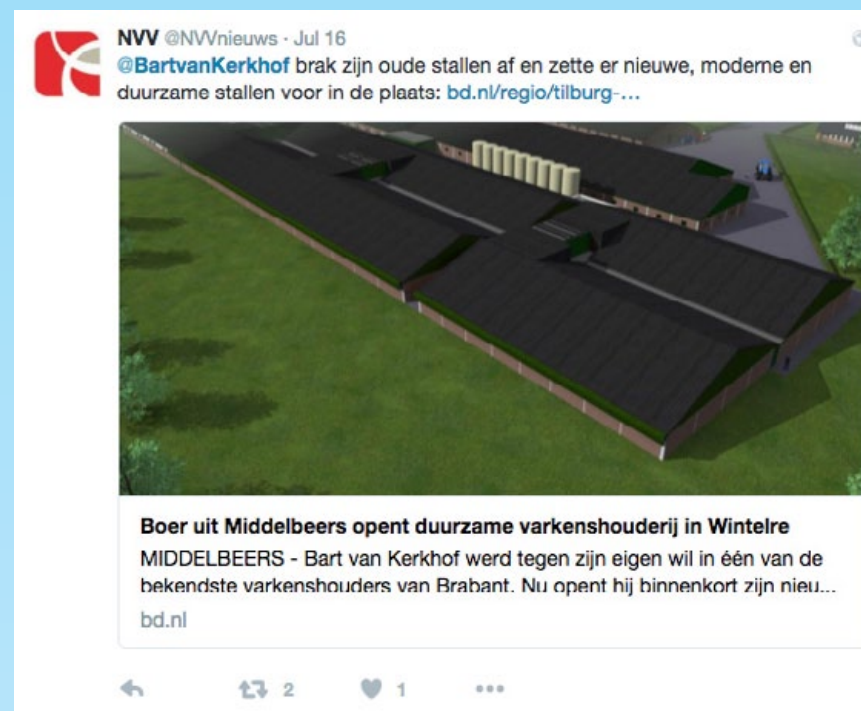 NVV @NVVnieuws · Jul 16
@BartvanKerkhof brak zijn oude stallen af en zette er nieuwe, moderne en
duurzame stallen voor in de plaats: bd.nl/regio/tilburg-...
Boer uit Middelbeers opent duurzame varkenshouderij in Wintelre
MIDDELBEERS - Bart van Kerkhof werd tegen zijn eigen wil in één van de
bekendste varkenshouders van Brabant. Nu opent hij binnenkort zijn nieu...
bd.nl
2 1